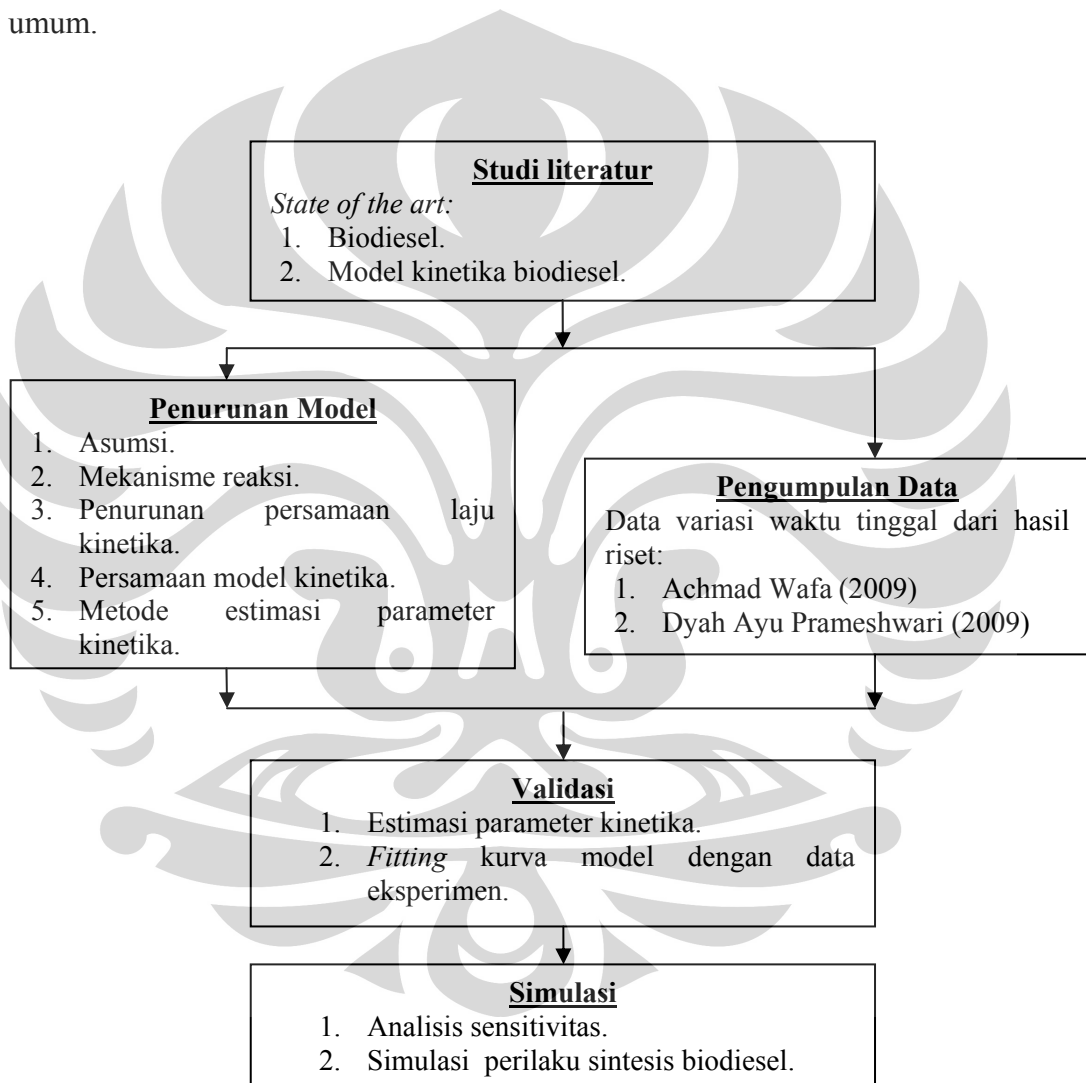 umum.
Studi literatur
State of the art:
1. Biodiesel.
2. Model kinetika biodiesel.
Penurunan Model
1. Asumsi.
2. Mekanisme reaksi.
3. Penurunan persamaan laju
kinetika.
4. Persamaan model kinetika.
5. Metode estimasi parameter
kinetika.
Pengumpulan Data
Data variasi waktu tinggal dari hasil
riset:
1. Achmad Wafa (2009)
2. Dyah Ayu Prameshwari (2009)
Validasi
1. Estimasi parameter kinetika.
2. Fitting kurva model dengan data
eksperimen.
Simulasi
1. Analisis sensitivitas.
2. Simulasi perilaku sintesis biodiesel.